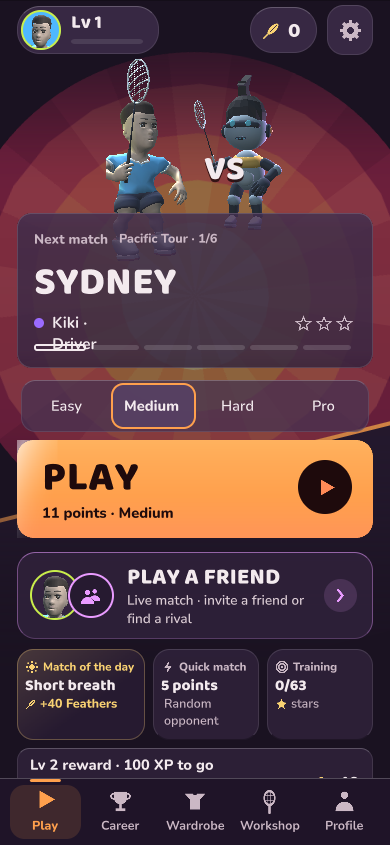 Lv 1
0
VS
Next match Pacific Tour · 1/6
SYDNEY
Kiki ·
Driver
Easy Medium Hard Pro
PLAY
11 points · Medium
PLAY A FRIEND
Live match · invite a friend or
find a rival
Match of the day
Short breath
+40 Feathers
Quick match
5 points
Random
opponent
Training
0/63
stars
Lv 2 reward · 100 XP to go
Play Career Wardrobe Workshop Profile